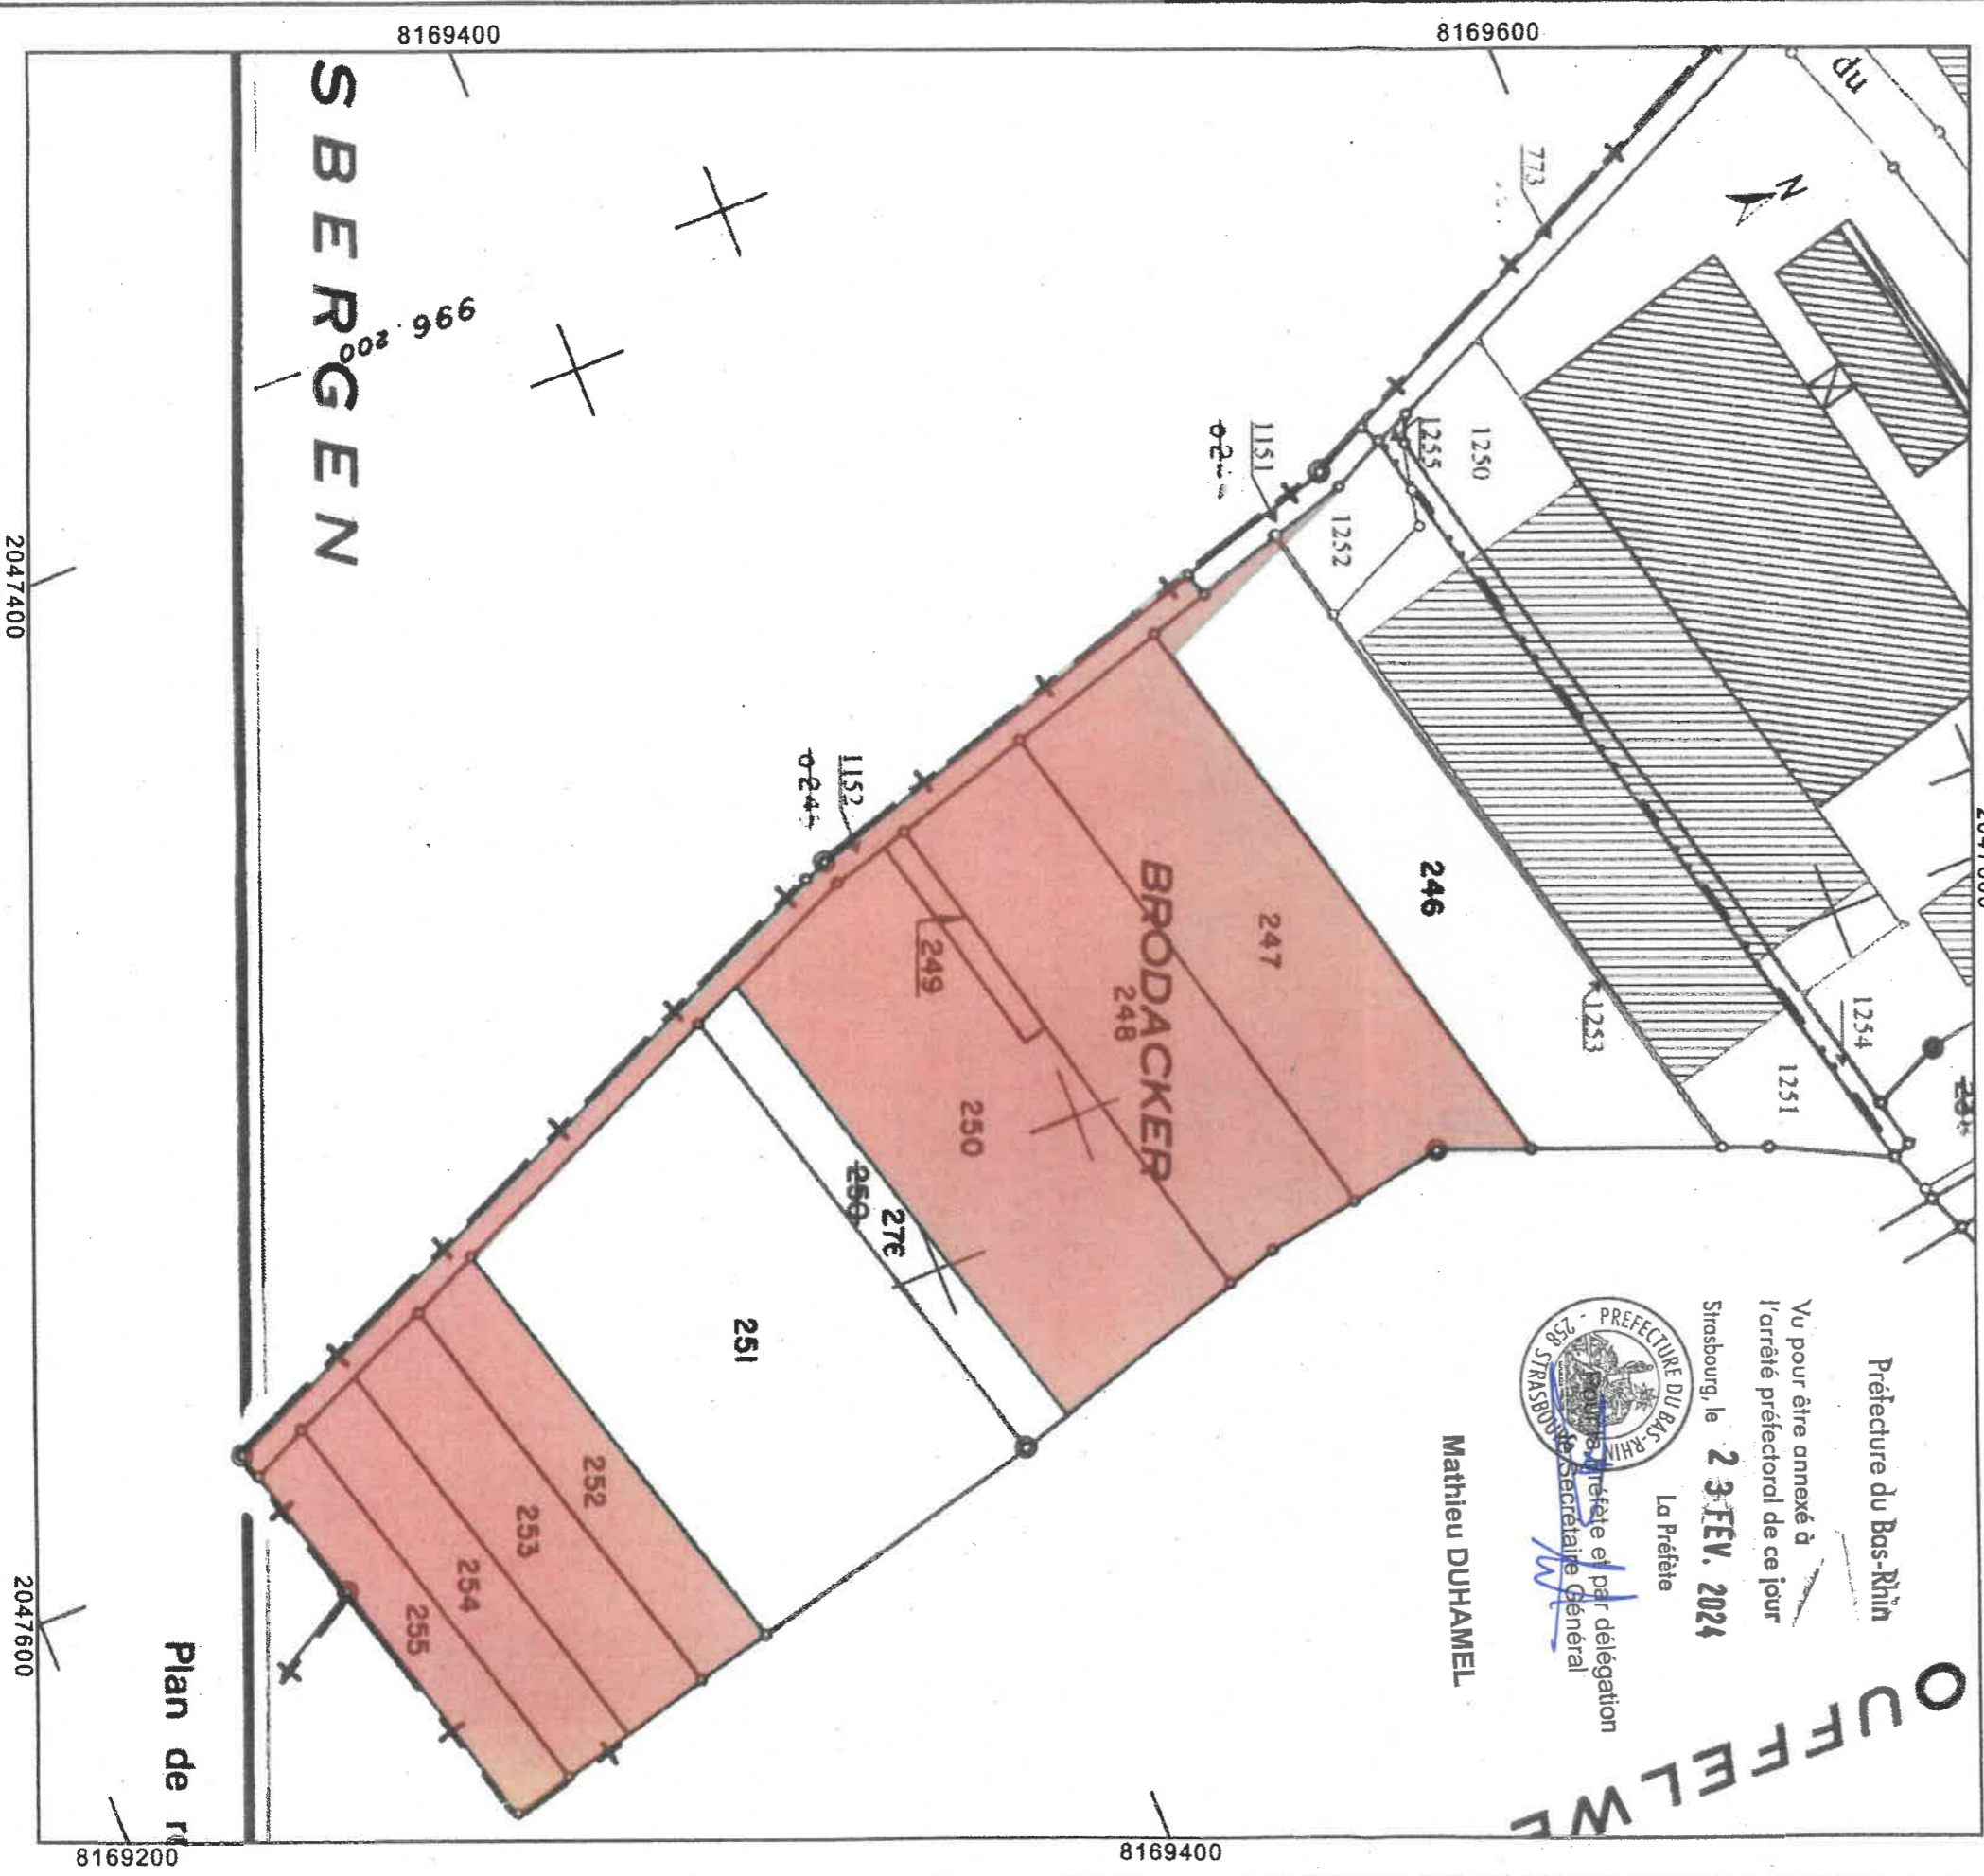 8169400
8169600
SBERGEN
996.200
du
N
773
1250
1255
1151
1252
2047400
1152
246
247
BRODACKER
248
249
250
1253
1254
1251
276
250
251
252
253
254
255
Préfecture du Bas-Rhin
Vu pour être annexé à
l'arrêté préfectoral de ce jour
Strasbourg, le 23 FEV. 2024
La Préfète
PREFECTURE DU BAS-RHIN
Pour la Préfète et par délégation
le Secrétaire Général
Mathieu DUHAMEL
OUFFELWE
2047600
Plan de
8169200
8169400